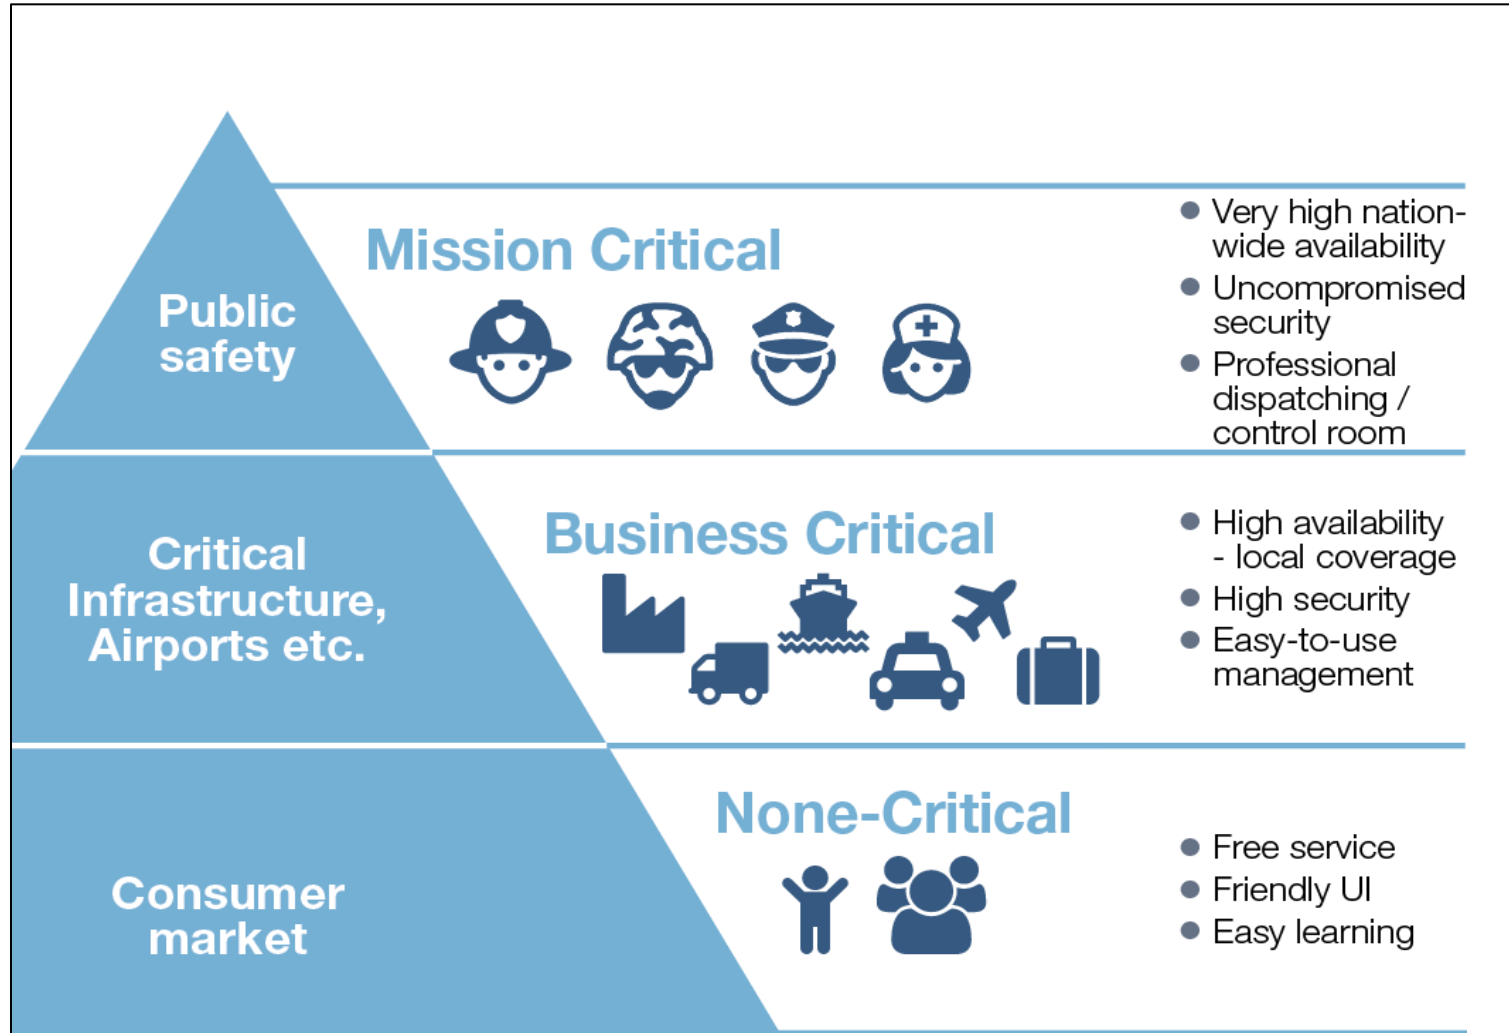 Public
safety
Mission Critical
Very high nation-
wide availability
Uncompromised
security
Professional
dispatching /
control room
Critical
Infrastructure,
Airports etc.
Business Critical
High availability
- local coverage
High security
Easy-to-use
management
Consumer
market
None-Critical
Free service
Friendly UI
Easy learning